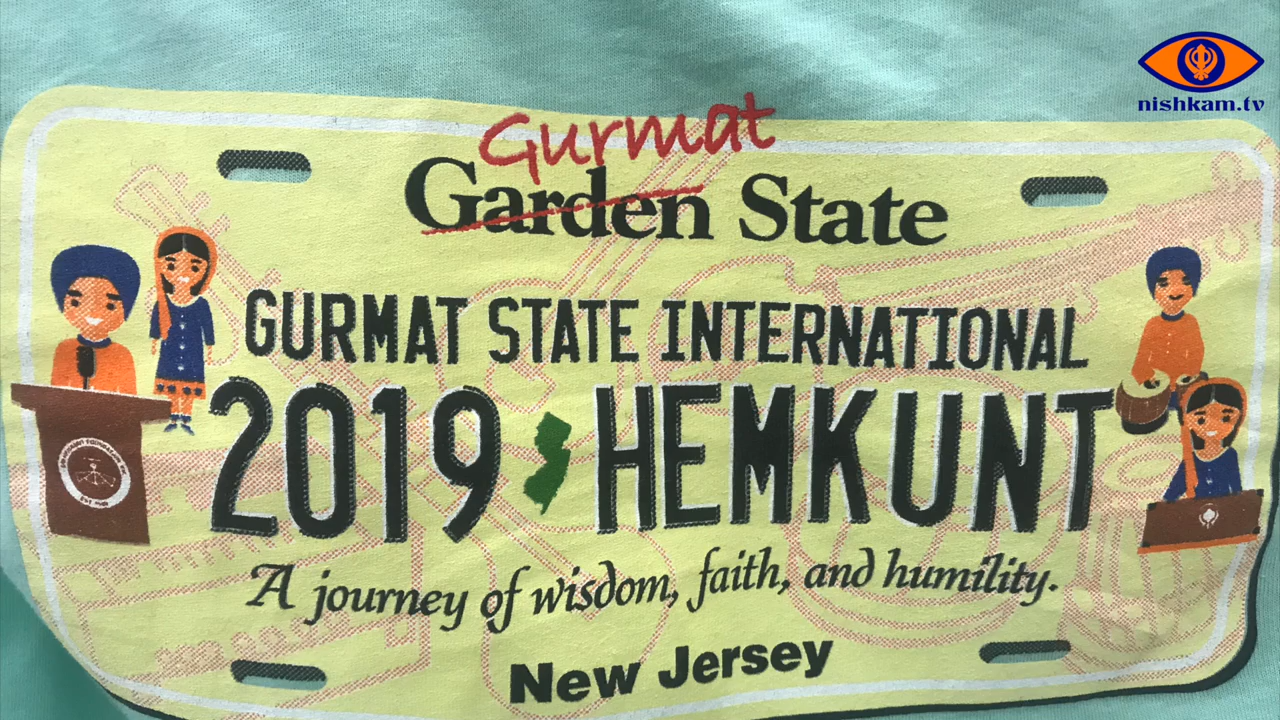 nishkam.tv
Gurmat
Garden State
GURMAT STATE INTERNATIONAL
2019 HEMKUNT
A journey of wisdom, faith, and humility.
New Jersey